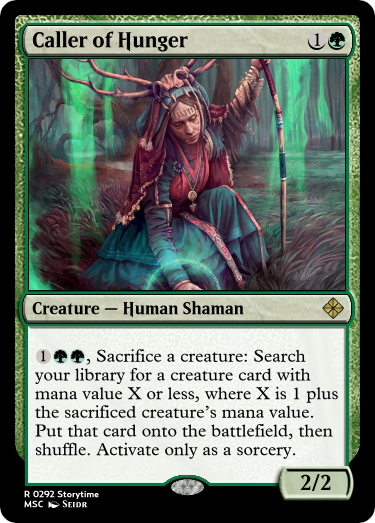 Caller of Hunger 1
Creature — Human Shaman
1, Sacrifice a creature: Search
your library for a creature card with
mana value X or less, where X is 1 plus
the sacrificed creature's mana value.
Put that card onto the battlefield, then
shuffle. Activate only as a sorcery.
2/2
R 0292 Storytime
MSC Seidr